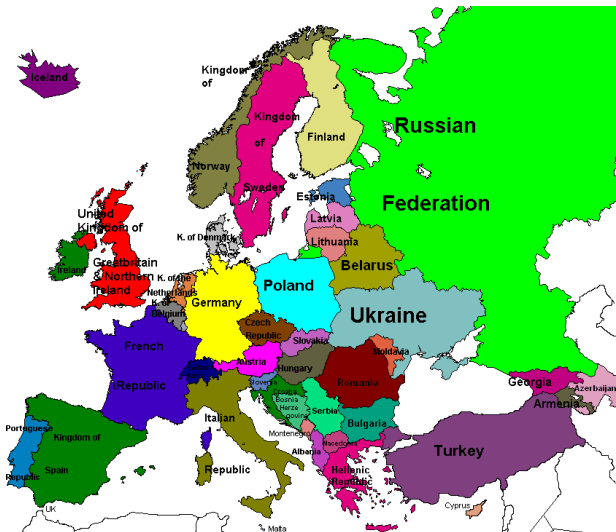 Iceland
Kingdom of
Kingdom
of
Sweden
Norway
Finland
Russian
Federation
Estonia
Latvia
Lithuania
K. of Denmark
United
Kingdom of
Greatbritain
& Northern
Ireland
Ireland
K. of the
Netherlands
K. of
Belgium
Germany
Poland
Belarus
Ukraine
Czech
Republic
Slovakia
Moldavia
French
Republic
Austria
Hungary
Slovenia
Romania
Croatia
Bosnia
Herze
govina
Serbia
Bulgaria
Montenegro
Macedonia
Albania
Italian
Republic
Hellenic
Republic
Portuguese
Republic
Kingdom of
Spain
UK
Malta
Turkey
Georgia
Armenia
Azerbaijan
Cyprus